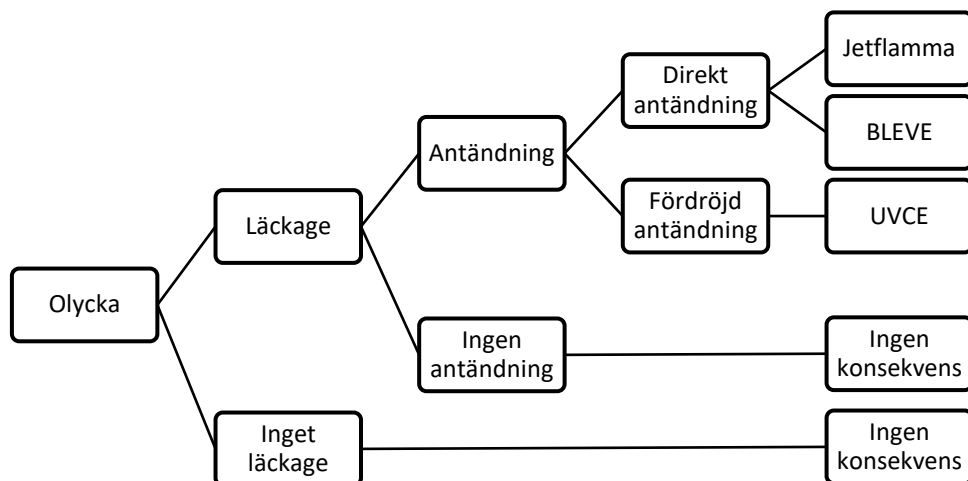 Jetflamma
Direkt
antändning
BLEVE
Antändning
Fördröjd
antändning
UVCE
Läckage
Olycka
Ingen
antändning
Ingen
konsekvens
Inget
läckage
Ingen
konsekvens